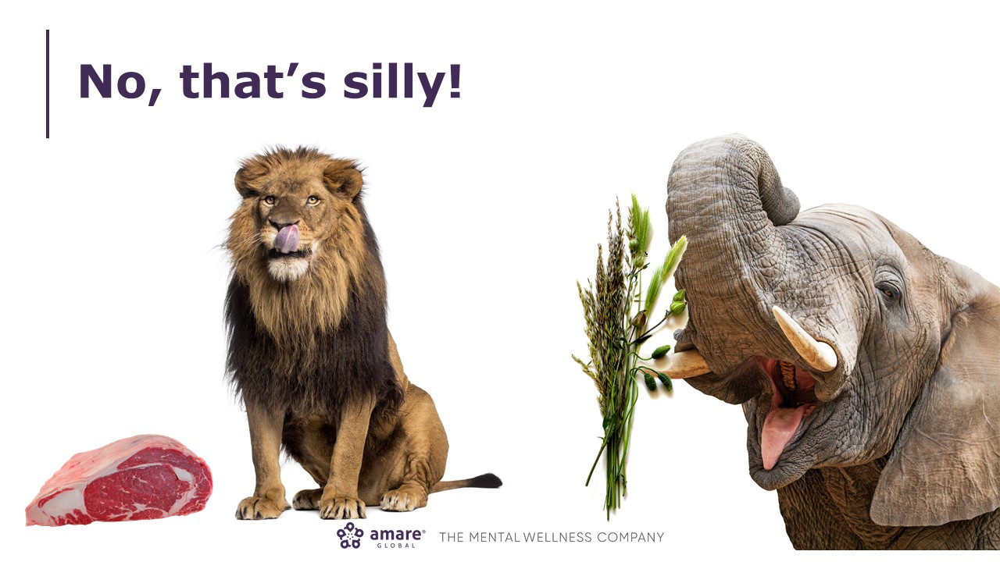 No, that’s silly!
amare®
GLOBAL
THE MENTAL WELLNESS COMPANY